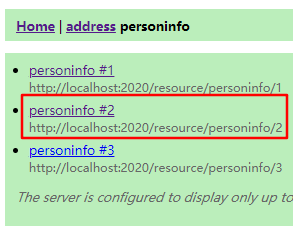 Home | address personinfo
personinfo #1
http://localhost:2020/resource/personinfo/1
personinfo #2
http://localhost:2020/resource/personinfo/2
personinfo #3
http://localhost:2020/resource/personinfo/3
The server is configured to display only up to